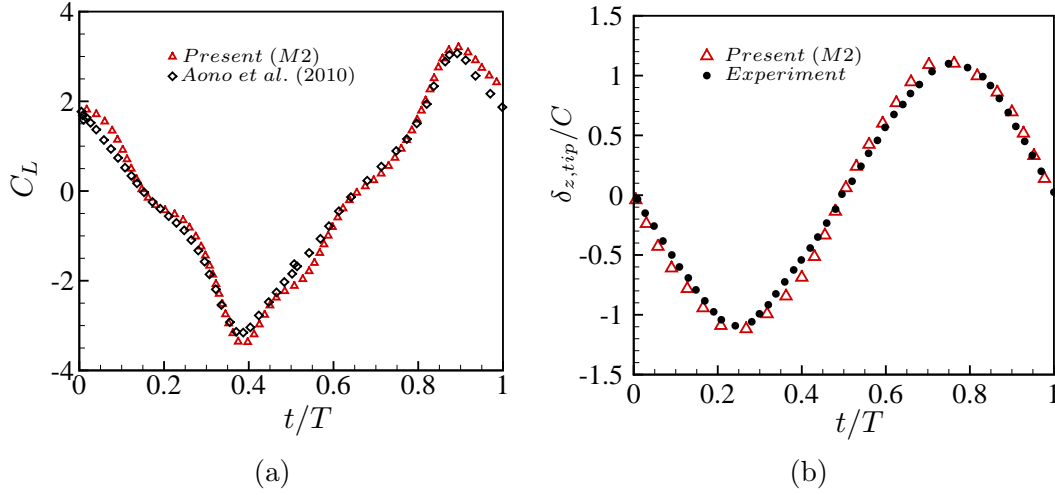 4
2
0
-2
-4
0
0.2
0.4
0.6
0.8
1
C_L
t/T
Present (M2)
Aono et al. (2010)
(a)
1.5
1
0.5
0
-0.5
-1
-1.5
0
0.2
0.4
0.6
0.8
1
δ_{z,tip}/C
t/T
Present (M2)
Experiment
(b)